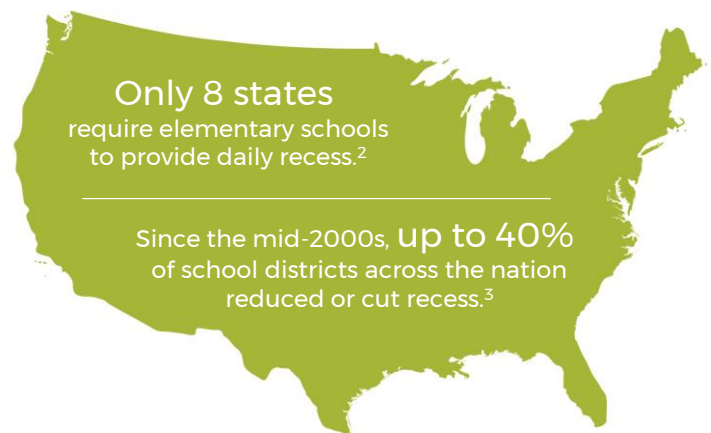 Only 8 states
require elementary schools
to provide daily recess.²
Since the mid-2000s, up to 40%
of school districts across the nation
reduced or cut recess.³